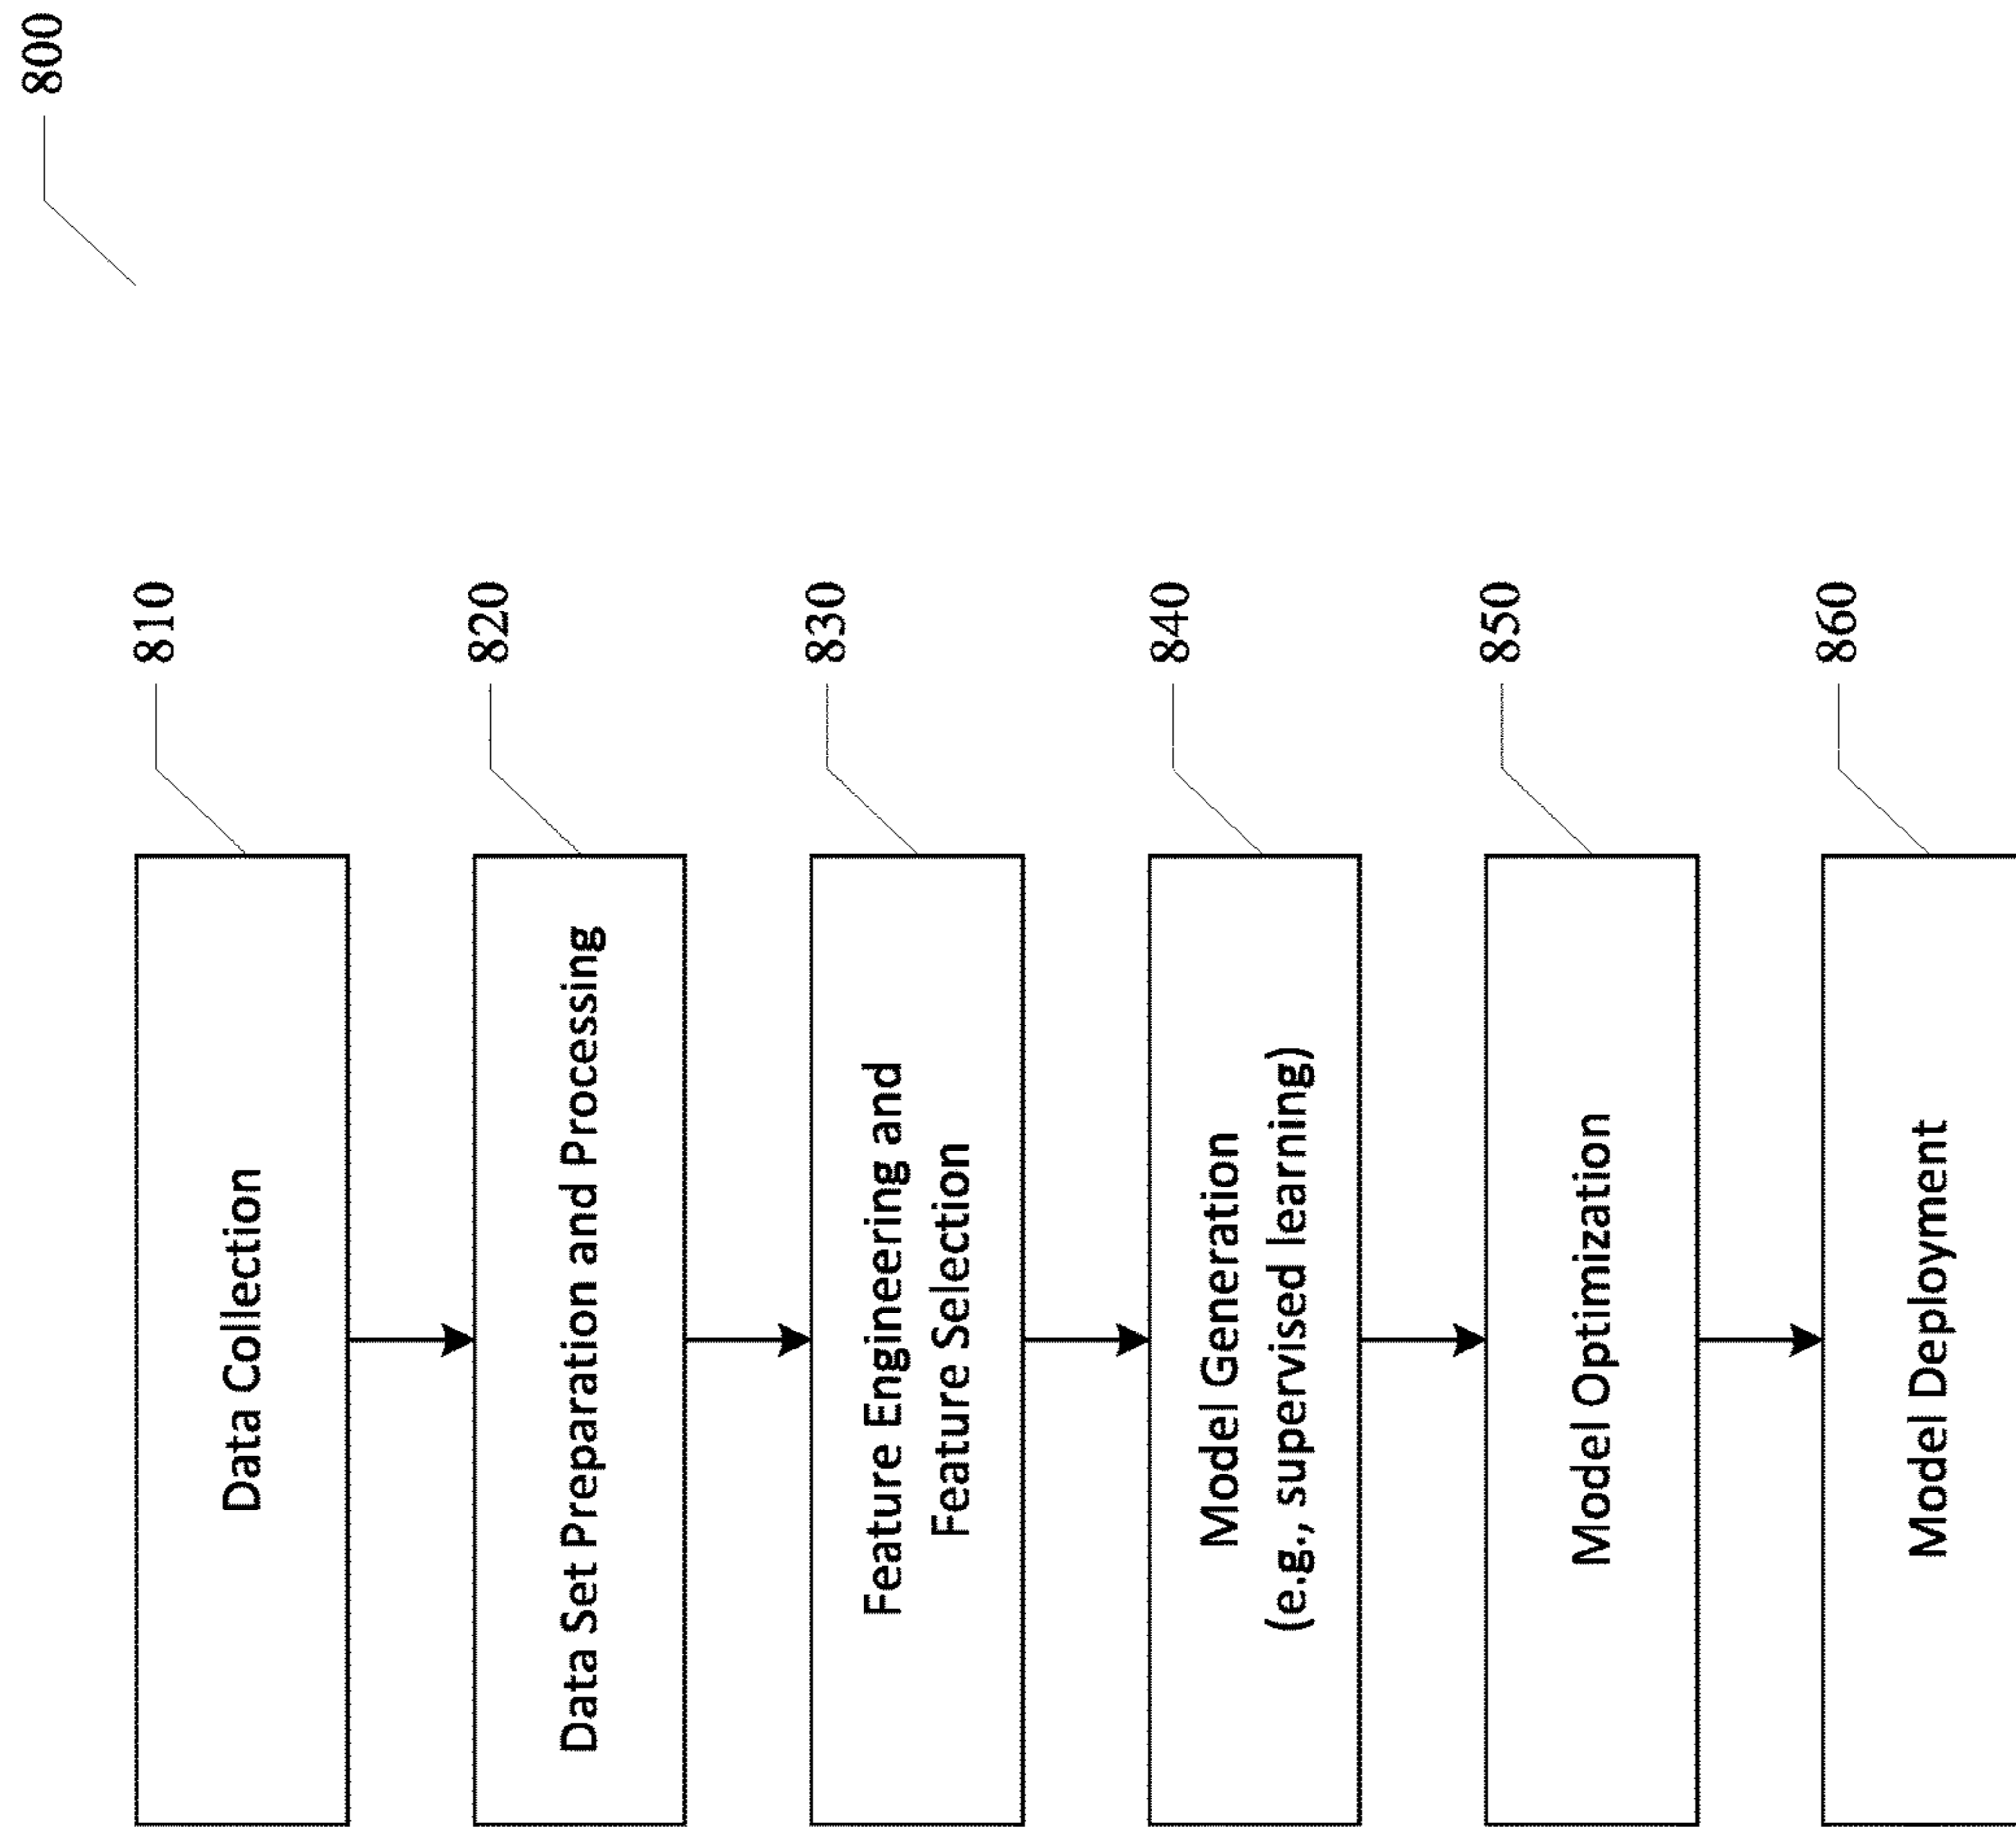 800
Data Collection
810
Data Set Preparation and Processing
820
Feature Engineering and
Feature Selection
830
Model Generation
(e.g., supervised learning)
840
Model Optimization
850
Model Deployment
860